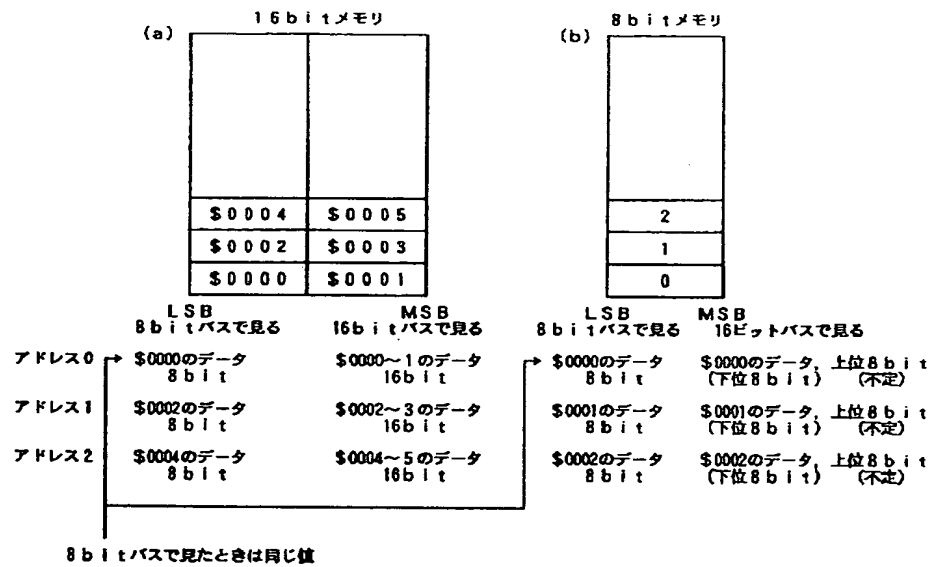 16bitメモリ 8bitメモリ
(a) (b)
$0004 $0005 2
$0002 $0003 1
$0000 $0001 0
LSB MSB LSB MSB
8bitバスで見る 16bitバスで見る 8bitバスで見る 16ビットバスで見る
アドレス0 $0000のデータ $0000〜1のデータ $0000のデータ $0000のデータ, 上位8bit
8bit 16bit 8bit (下位8bit) (不定)
アドレス1 $0002のデータ $0002〜3のデータ $0001のデータ $0001のデータ, 上位8bit
8bit 16bit 8bit (下位8bit) (不定)
アドレス2 $0004のデータ $0004〜5のデータ $0002のデータ $0002のデータ, 上位8bit
8bit 16bit 8bit (下位8bit) (不定)
8bitバスで見たときは同じ値